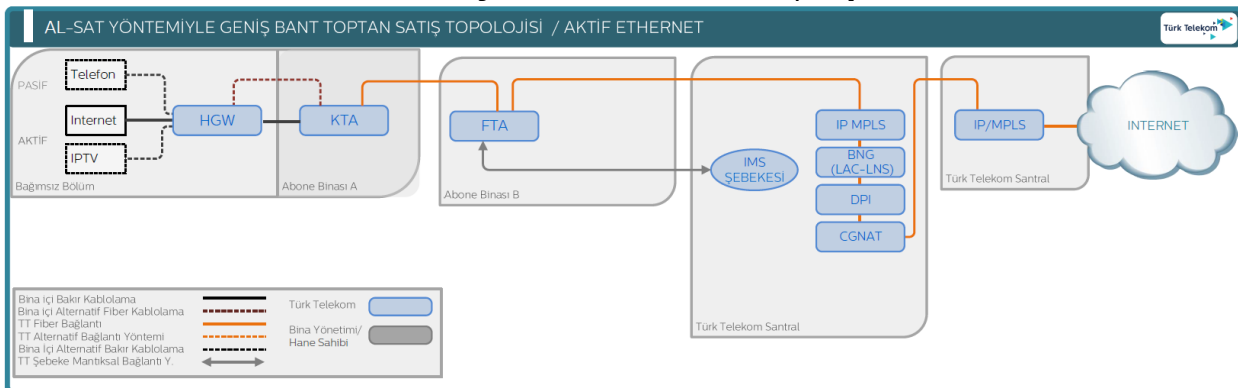 AL-SAT YÖNTEMİYLE GENİŞ BANT TOPTAN SATIŞ TOPOLOJİSİ / AKTİF ETHERNET
Türk Telekom
PASİF
Telefon
AKTİF
Internet
IPTV
HGW
Bağımsız Bölüm
KTA
Abone Binası A
FTA
Abone Binası B
IMS
ŞEBEKESİ
IP MPLS
BNG
(LAC-LNS)
DPI
CGNAT
Türk Telekom Santral
IP/MPLS
Türk Telekom Santral
INTERNET
Bina içi Bakır Kablolama
Bina içi Alternatif Fiber Kablolama
TT Fiber Bağlantı
TT Alternatif Bağlantı Yöntemi
Bina İçi Alternatif Bakır Kablolama
TT Şebeke Mantıksal Bağlantı Y.
Türk Telekom
Bina Yönetimi/
Hane Sahibi